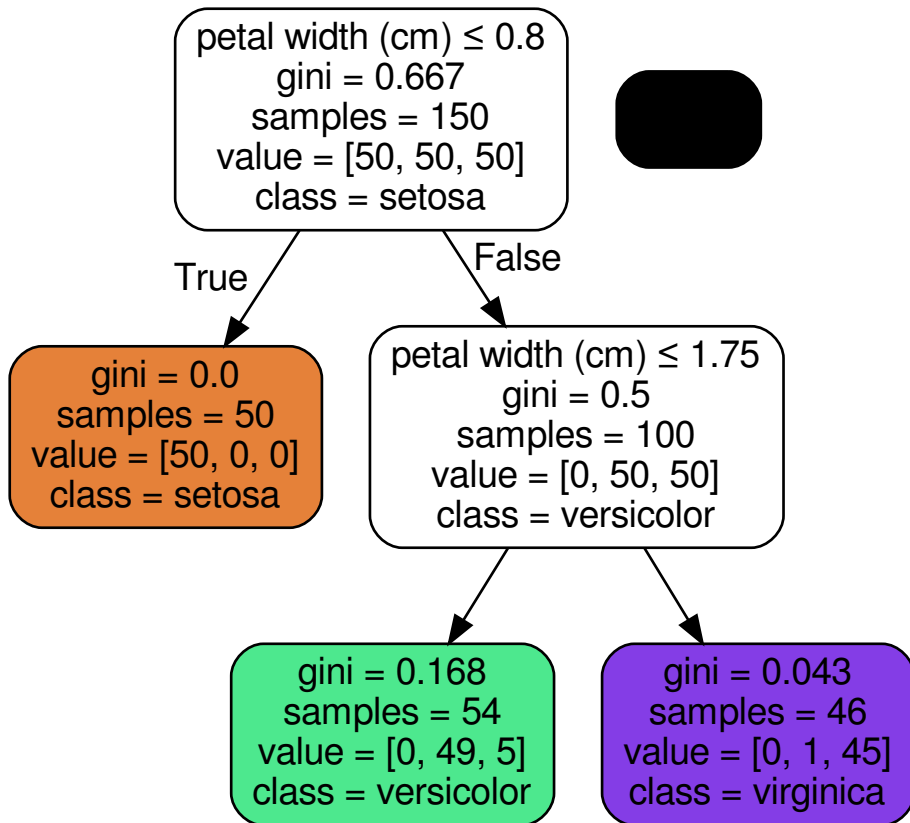 petal width (cm) ≤ 0.8
gini = 0.667
samples = 150
value = [50, 50, 50]
class = setosa
True
False
gini = 0.0
samples = 50
value = [50, 0, 0]
class = setosa
petal width (cm) ≤ 1.75
gini = 0.5
samples = 100
value = [0, 50, 50]
class = versicolor
gini = 0.168
samples = 54
value = [0, 49, 5]
class = versicolor
gini = 0.043
samples = 46
value = [0, 1, 45]
class = virginica